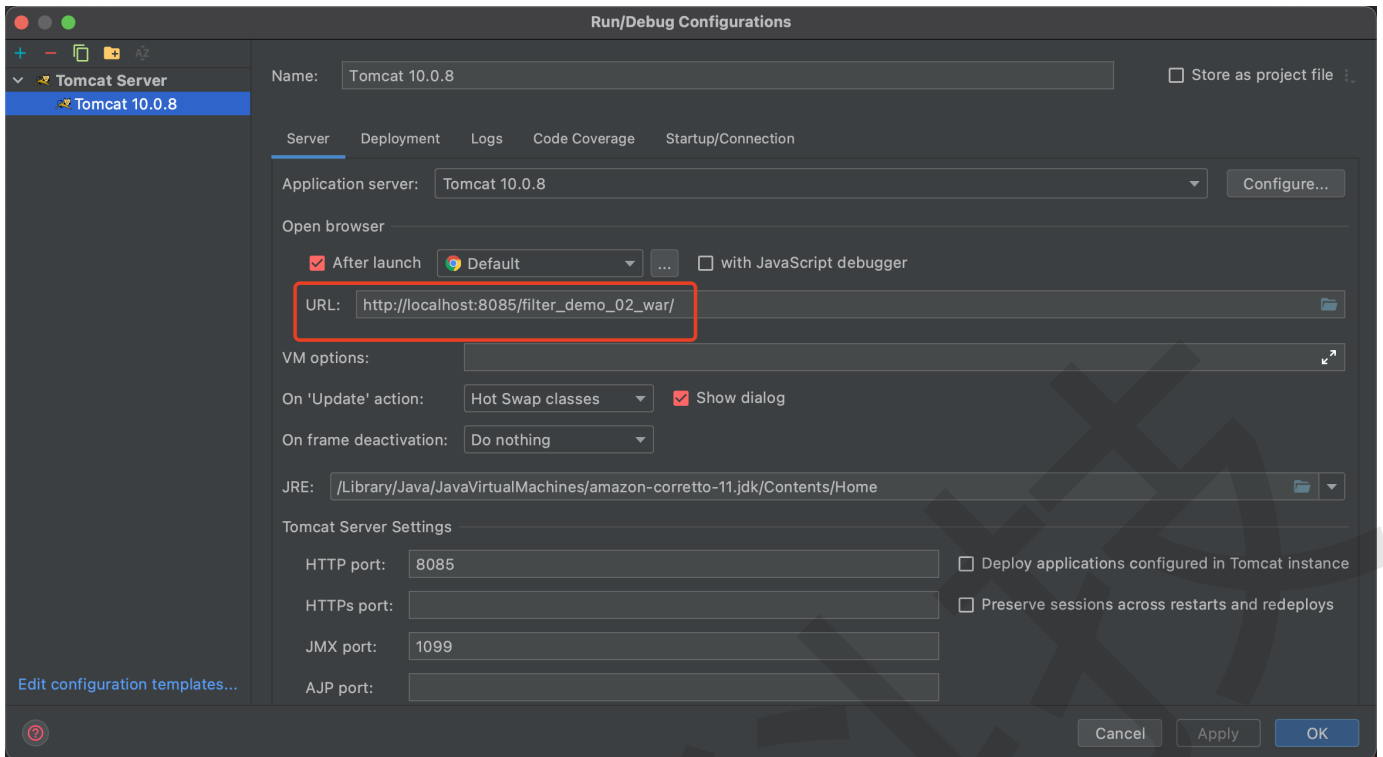 Run/Debug Configurations
Tomcat Server
Tomcat 10.0.8
Name: Tomcat 10.0.8 Store as project file
Server Deployment Logs Code Coverage Startup/Connection
Application server: Tomcat 10.0.8 Configure...
Open browser
After launch Default ... with JavaScript debugger
URL: http://localhost:8085/filter_demo_02_war/
VM options:
On 'Update' action: Hot Swap classes Show dialog
On frame deactivation: Do nothing
JRE: /Library/Java/JavaVirtualMachines/amazon-corretto-11.jdk/Contents/Home
Tomcat Server Settings
HTTP port: 8085 Deploy applications configured in Tomcat instance
HTTPs port: Preserve sessions across restarts and redeploys
JMX port: 1099
AJP port:
Edit configuration templates...
? Cancel Apply OK